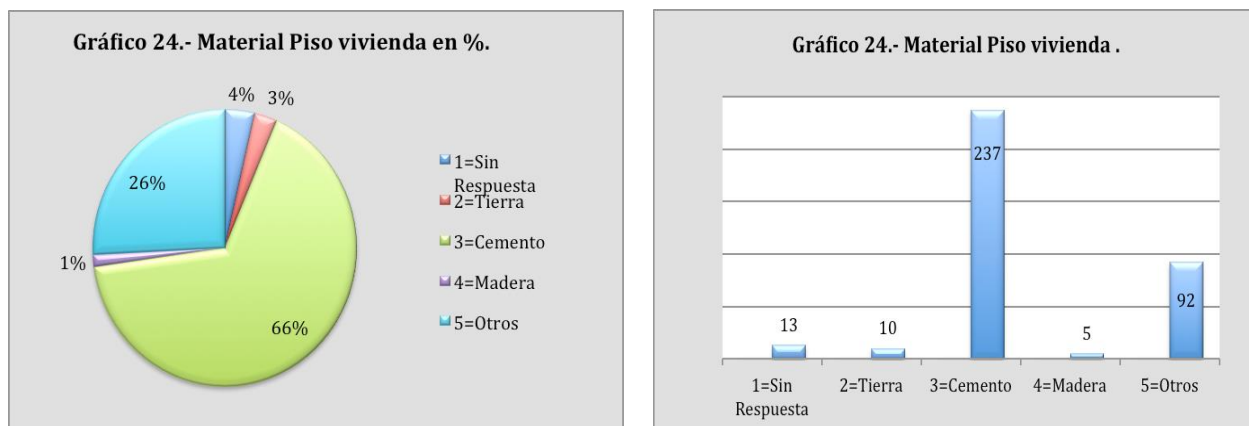 Gráfico 24.- Material Piso vivienda en %.
4%
3%
26%
1%
66%
1=Sin
Respuesta
2=Tierra
3=Cemento
4=Madera
5=Otros
Gráfico 24.- Material Piso vivienda .
13
10
237
5
92
1=Sin
Respuesta
2=Tierra
3=Cemento
4=Madera
5=Otros